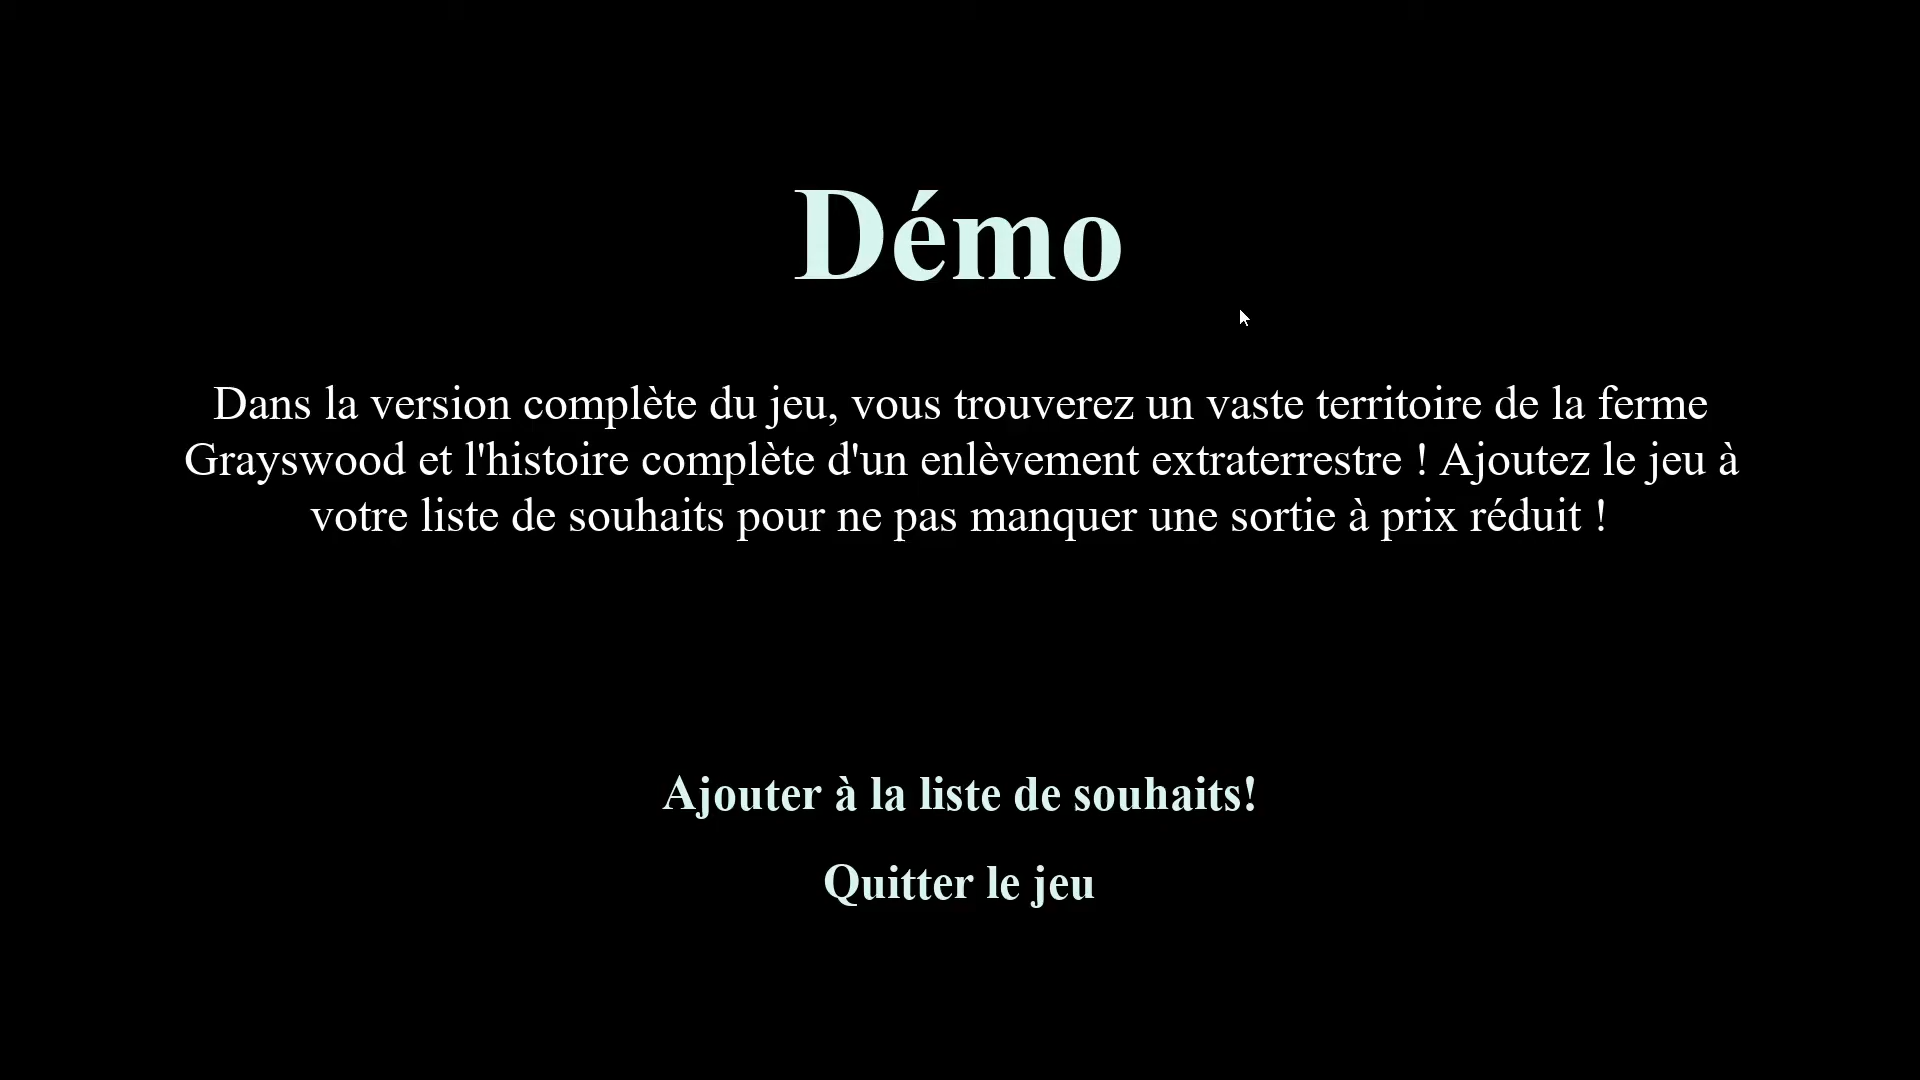 Démo
Dans la version complète du jeu, vous trouverez un vaste territoire de la ferme
Grayswood et l'histoire complète d'un enlèvement extraterrestre ! Ajoutez le jeu à
votre liste de souhaits pour ne pas manquer une sortie à prix réduit !
Ajouter à la liste de souhaits!
Quitter le jeu